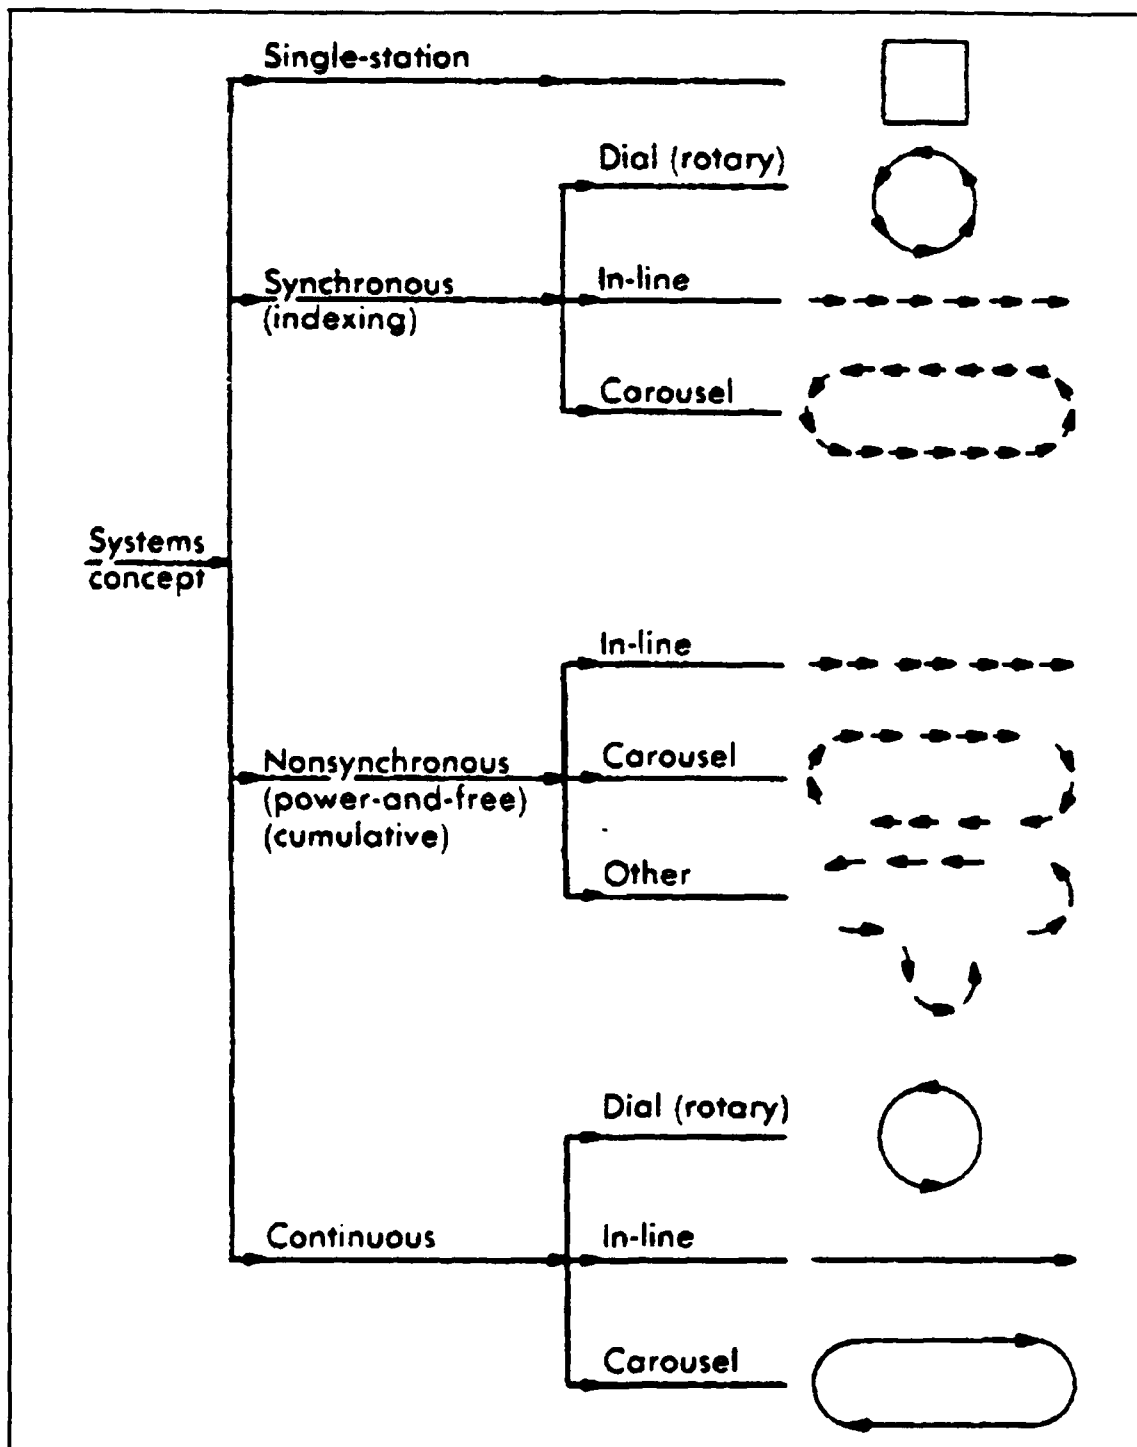 Single-station
Dial (rotary)
Synchronous
(indexing)
In-line
Carousel
Systems
concept
In-line
Nonsynchronous
(power-and-free)
(cumulative)
Carousel
Other
Dial (rotary)
Continuous
In-line
Carousel